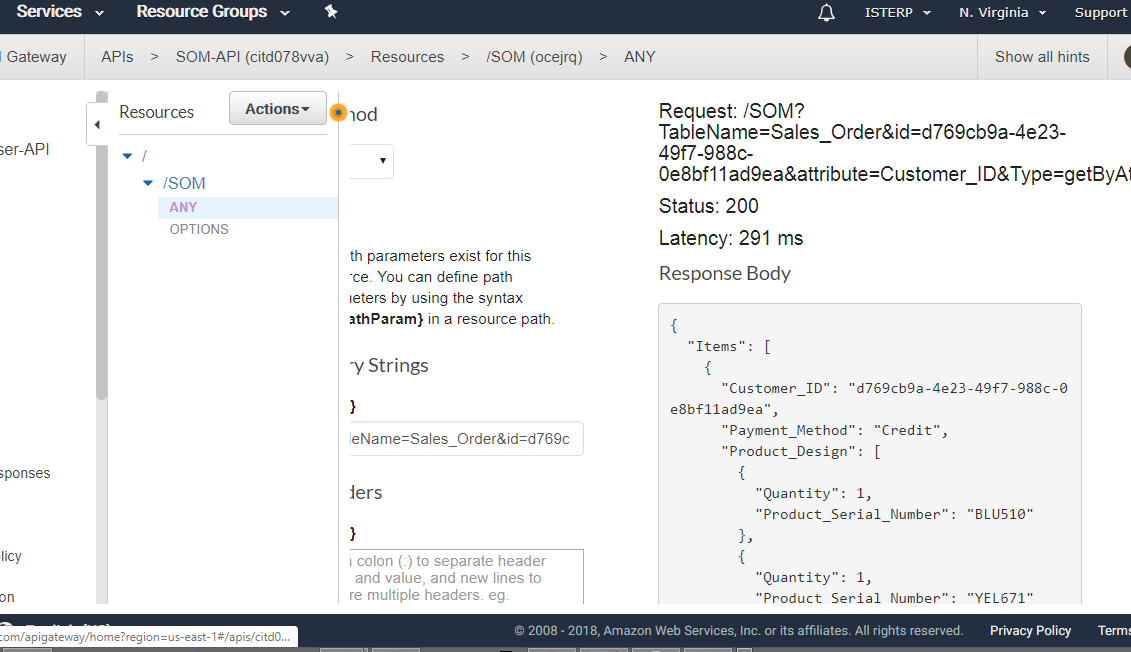 Services Resource Groups ISTERP N. Virginia Support
Gateway APIs > SOM-API (citd078vva) > Resources > /SOM (ocejrq) > ANY Show all hints
ser-API
sponses
licy
on
Resources Actions
/
/SOM
ANY
OPTIONS
hod
th parameters exist for this
rce. You can define path
meters by using the syntax
athParam} in a resource path.
ry Strings
}
leName=Sales_Order&id=d769c
ders
}
a colon (:) to separate header
and value, and new lines to
re multiple headers. eg.
Request: /SOM?
TableName=Sales_Order&id=d769cb9a-4e23-
49f7-988c-
0e8bf11ad9ea&attribute=Customer_ID&Type=getByAt
Status: 200
Latency: 291 ms
Response Body
{
"Items": [
{
"Customer_ID": "d769cb9a-4e23-49f7-988c-0
e8bf11ad9ea",
"Payment_Method": "Credit",
"Product_Design": [
{
"Quantity": 1,
"Product_Serial_Number": "BLU510"
},
{
"Quantity": 1,
"Product_Serial_Number": "YEL671"
com/apigateway/home?region=us-east-1#/apis/citd0...
© 2008 - 2018, Amazon Web Services, Inc. or its affiliates. All rights reserved. Privacy Policy Terms